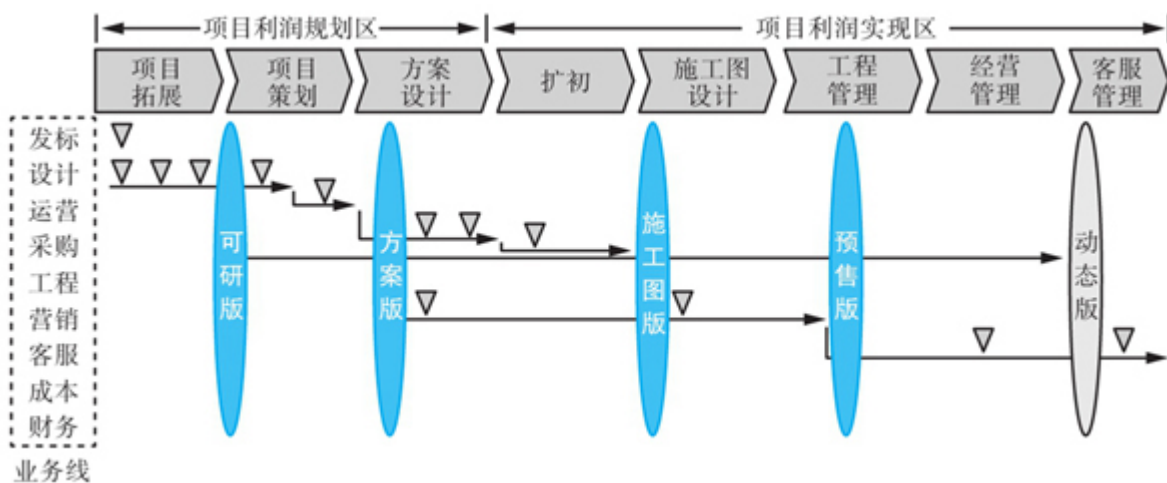 项目利润规划区 项目利润实现区
项目拓展 项目策划 方案设计 扩初 施工图设计 工程管理 经营管理 客服管理
发标
设计
运营
采购
工程
营销
客服
成本
财务
业务线
可研版
方案版
施工图版
预售版
动态版